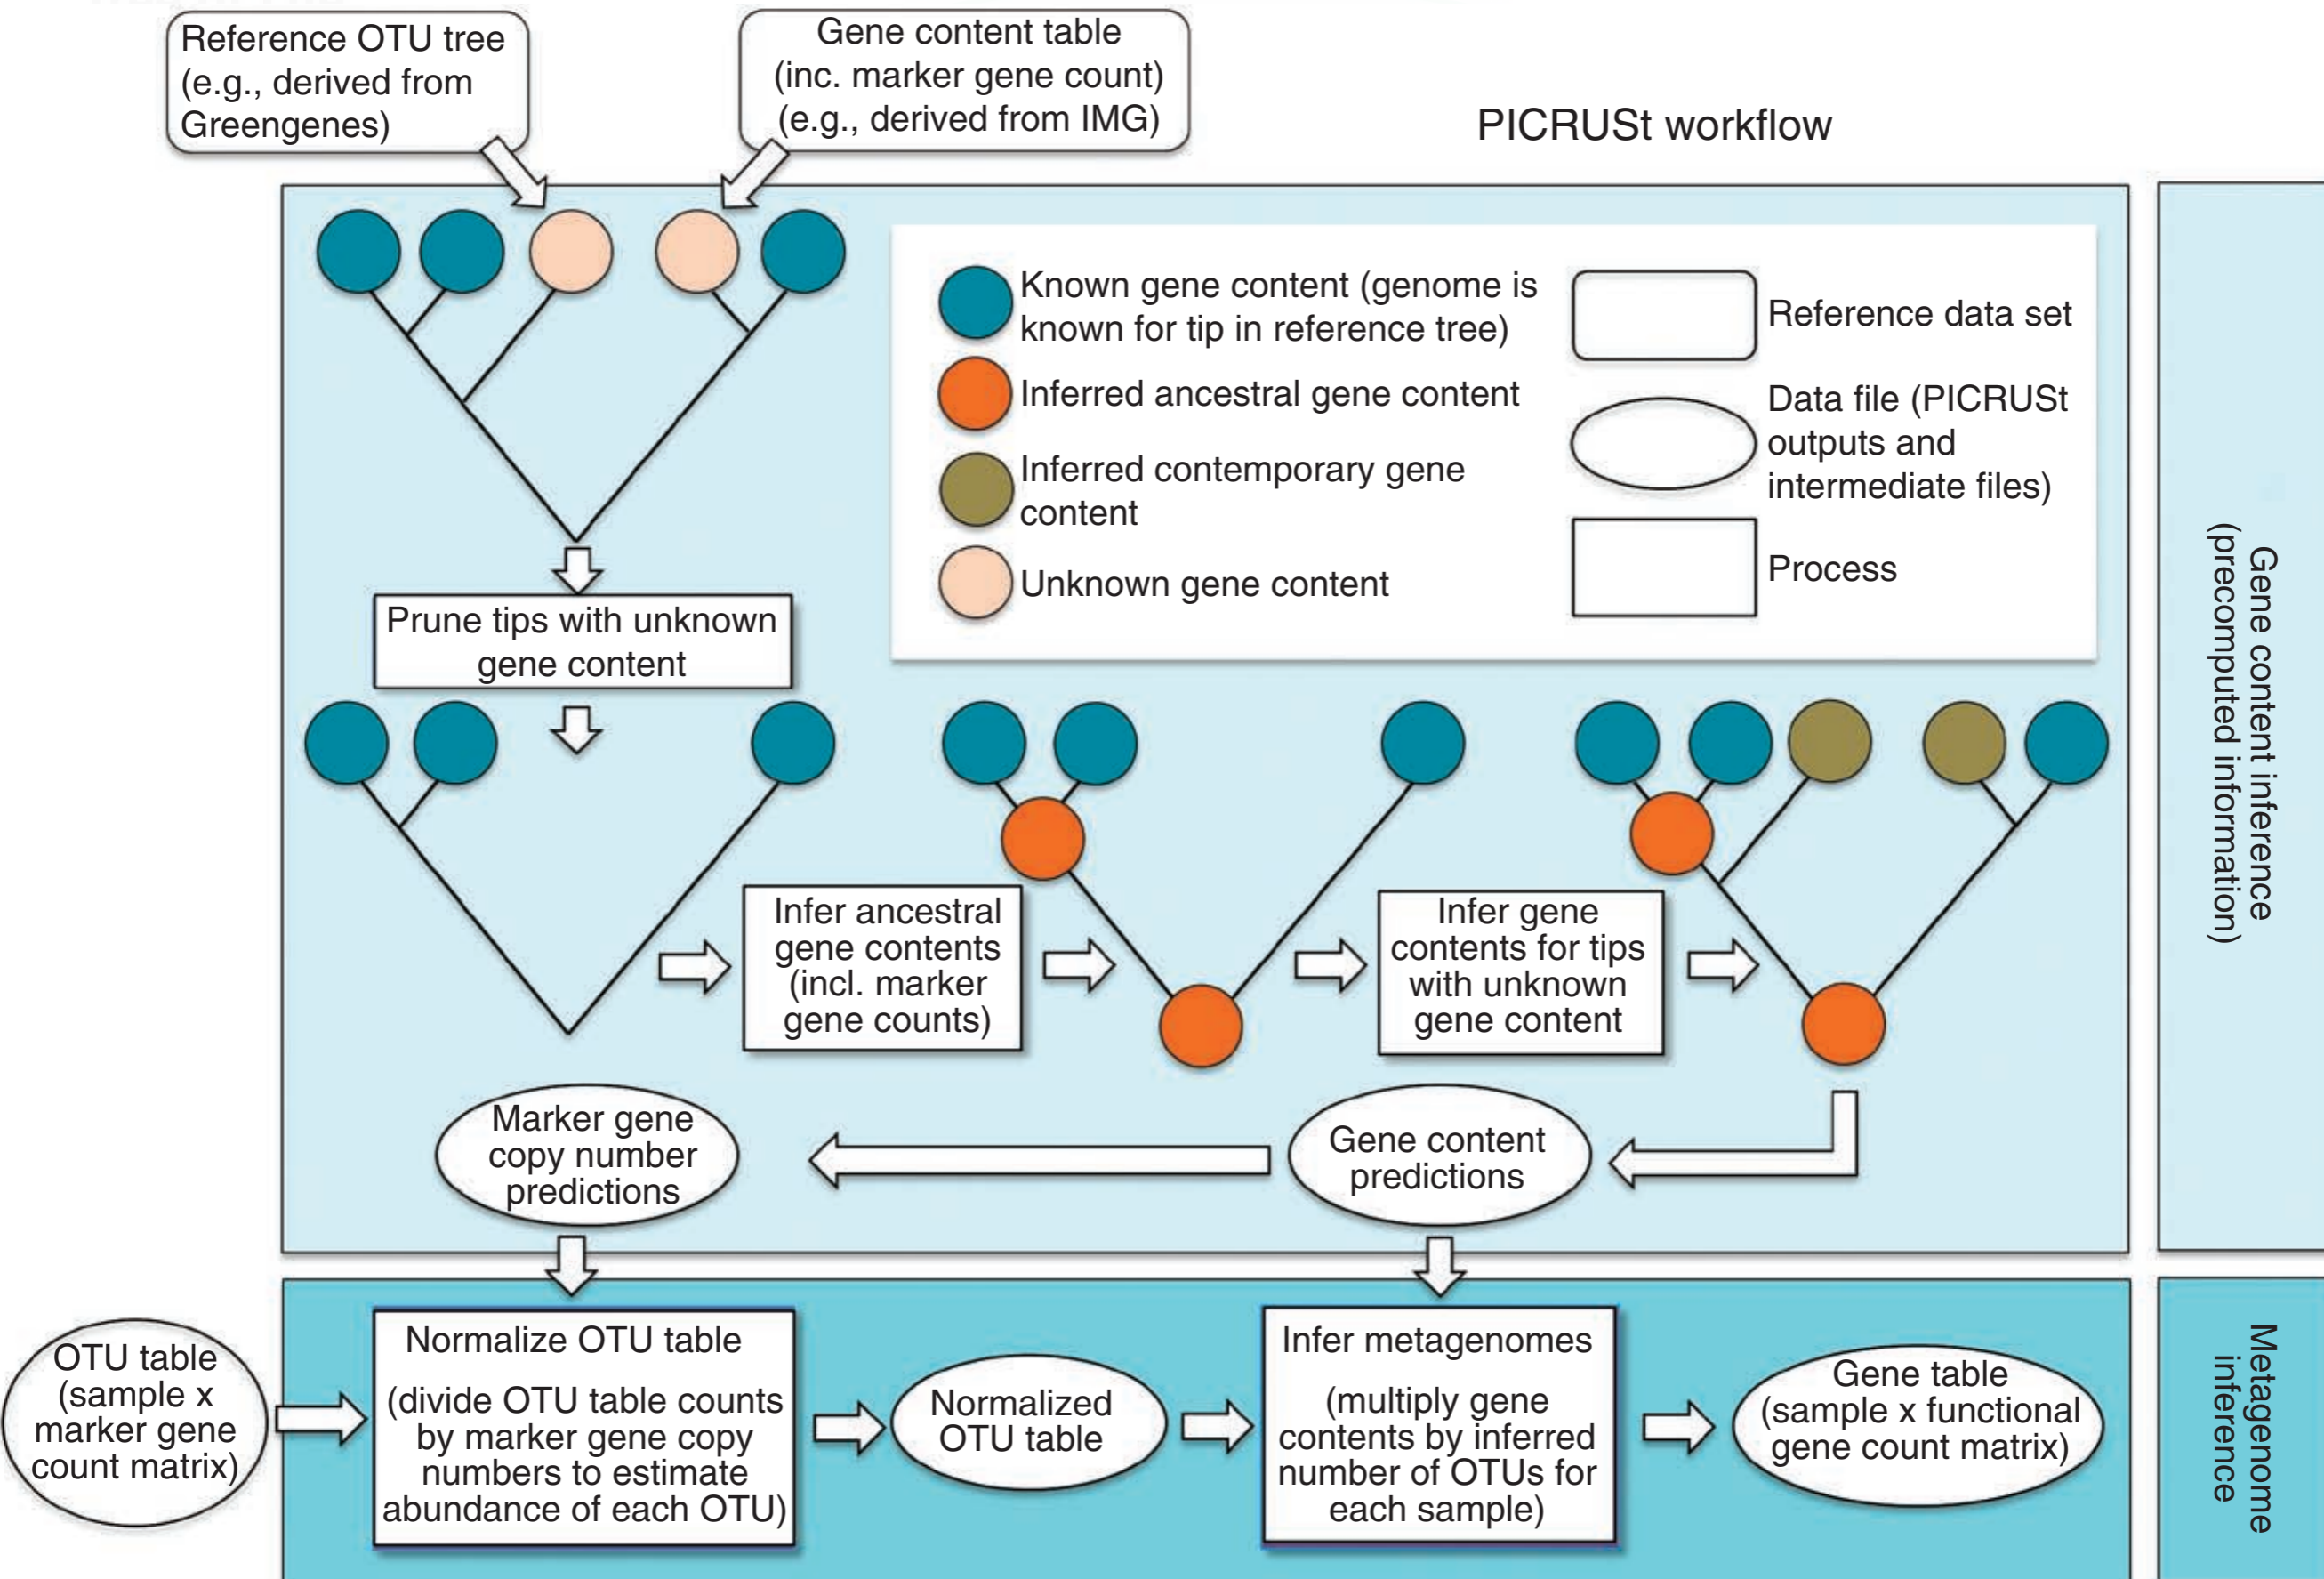 Reference OTU tree
(e.g., derived from
Greengenes)
Gene content table
(inc. marker gene count)
(e.g., derived from IMG)
PICRUSt workflow
Known gene content (genome is
known for tip in reference tree)
Inferred ancestral gene content
Inferred contemporary gene
content
Unknown gene content
Reference data set
Data file (PICRUSt
outputs and
intermediate files)
Process
Prune tips with unknown
gene content
Infer ancestral
gene contents
(incl. marker
gene counts)
Infer gene
contents for tips
with unknown
gene content
Marker gene
copy number
predictions
Gene content
predictions
Gene content inference
(precomputed information)
OTU table
(sample x
marker gene
count matrix)
Normalize OTU table
(divide OTU table counts
by marker gene copy
numbers to estimate
abundance of each OTU)
Normalized
OTU table
Infer metagenomes
(multiply gene
contents by inferred
number of OTUs for
each sample)
Gene table
(sample x functional
gene count matrix)
Metagenome
inference